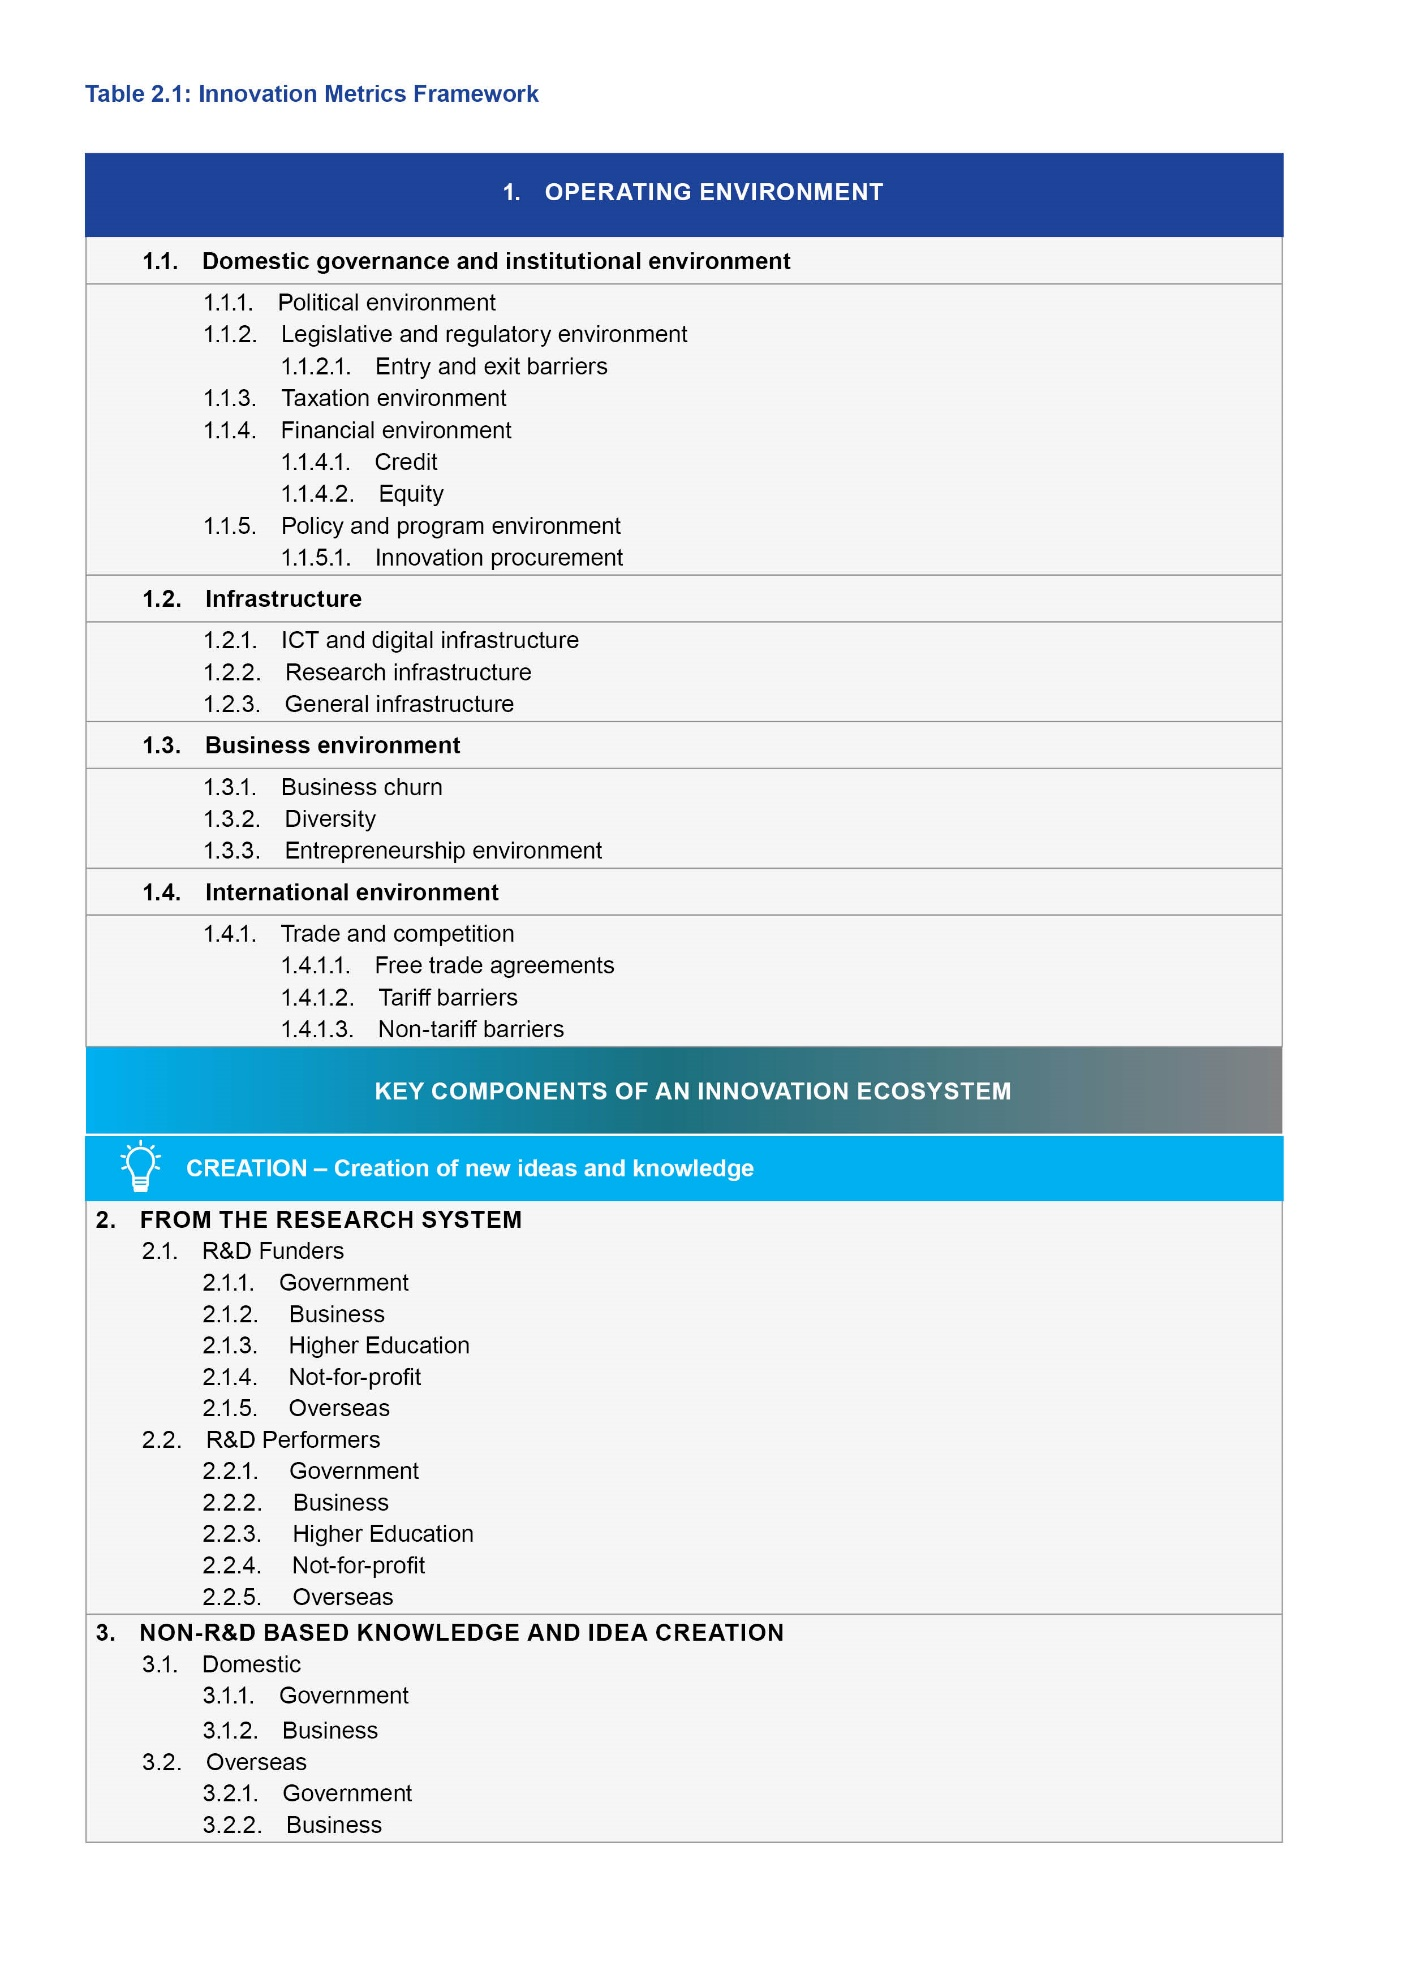 Table 2.1: Innovation Metrics Framework
1. OPERATING ENVIRONMENT
1.1. Domestic governance and institutional environment
1.1.1. Political environment
1.1.2. Legislative and regulatory environment
1.1.2.1. Entry and exit barriers
1.1.3. Taxation environment
1.1.4. Financial environment
1.1.4.1. Credit
1.1.4.2. Equity
1.1.5. Policy and program environment
1.1.5.1. Innovation procurement
1.2. Infrastructure
1.2.1. ICT and digital infrastructure
1.2.2. Research infrastructure
1.2.3. General infrastructure
1.3. Business environment
1.3.1. Business churn
1.3.2. Diversity
1.3.3. Entrepreneurship environment
1.4. International environment
1.4.1. Trade and competition
1.4.1.1. Free trade agreements
1.4.1.2. Tariff barriers
1.4.1.3. Non-tariff barriers
KEY COMPONENTS OF AN INNOVATION ECOSYSTEM
CREATION – Creation of new ideas and knowledge
2. FROM THE RESEARCH SYSTEM
2.1. R&D Funders
2.1.1. Government
2.1.2. Business
2.1.3. Higher Education
2.1.4. Not-for-profit
2.1.5. Overseas
2.2. R&D Performers
2.2.1. Government
2.2.2. Business
2.2.3. Higher Education
2.2.4. Not-for-profit
2.2.5. Overseas
3. NON-R&D BASED KNOWLEDGE AND IDEA CREATION
3.1. Domestic
3.1.1. Government
3.1.2. Business
3.2. Overseas
3.2.1. Government
3.2.2. Business